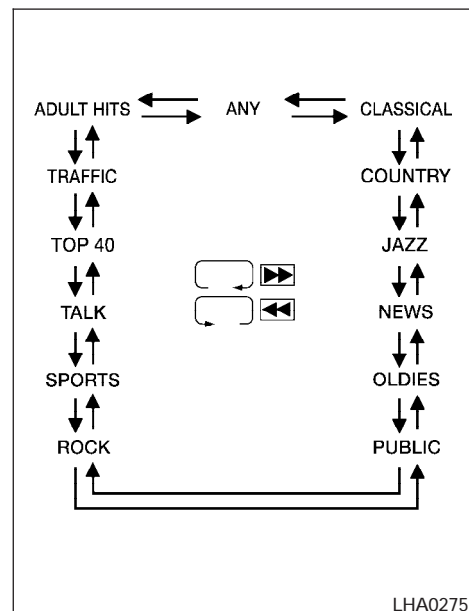 ADULT HITS ANY CLASSICAL
TRAFFIC COUNTRY
TOP 40 JAZZ
TALK NEWS
SPORTS OLDIES
ROCK PUBLIC
LHA0275